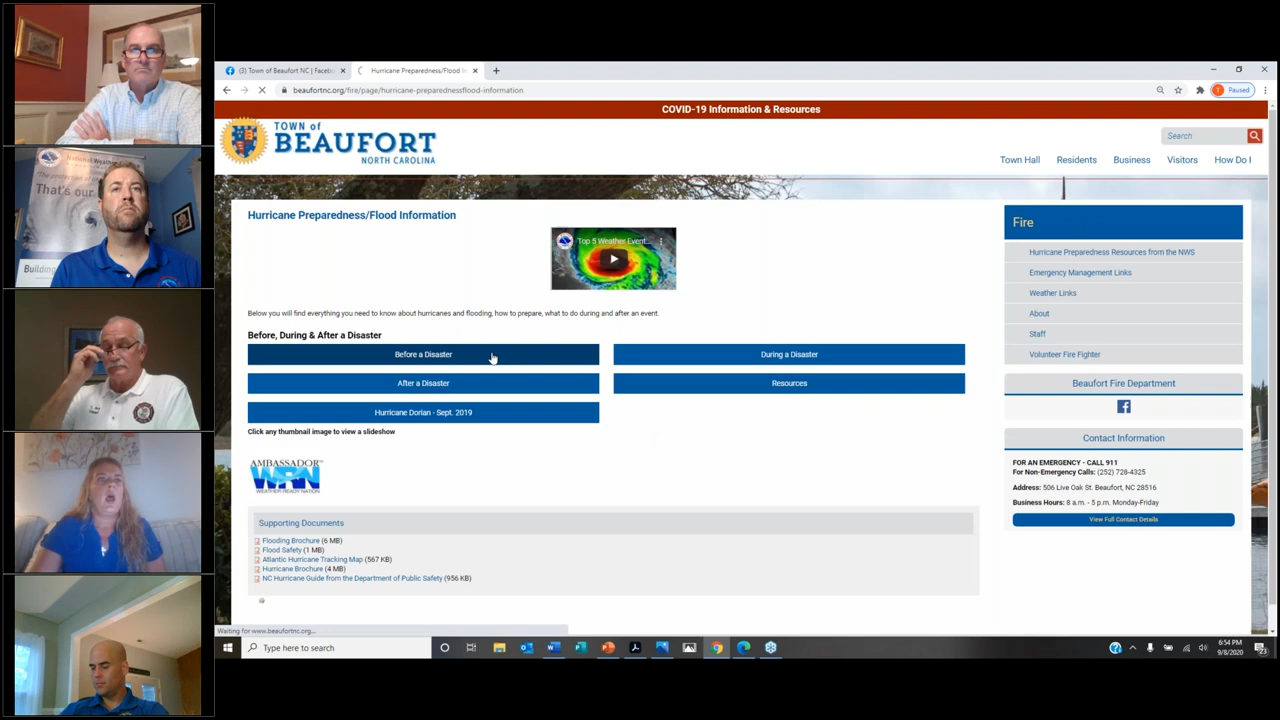 National Weather
That's our
Building
(3) Town of Beaufort NC | Facebo
Hurricane Preparedness/Flood In
beaufortnc.org/fire/page/hurricane-preparednessflood-information
Paused
COVID-19 Information & Resources
TOWN of
BEAUFORT
NORTH CAROLINA
Search
Town Hall Residents Business Visitors How Do I
Hurricane Preparedness/Flood Information
Top 5 Weather Event...
Below you will find everything you need to know about hurricanes and flooding, how to prepare, what to do during and after an event.
Before, During & After a Disaster
Before a Disaster
During a Disaster
After a Disaster
Resources
Hurricane Dorian - Sept. 2019
Click any thumbnail image to view a slideshow
AMBASSADOR
WRN
WEATHER-READY NATION
Supporting Documents
Flooding Brochure (6 MB)
Flood Safety (1 MB)
Atlantic Hurricane Tracking Map (567 KB)
Hurricane Brochure (4 MB)
NC Hurricane Guide from the Department of Public Safety (956 KB)
Fire
Hurricane Preparedness Resources from the NWS
Emergency Management Links
Weather Links
About
Staff
Volunteer Fire Fighter
Beaufort Fire Department
Contact Information
FOR AN EMERGENCY - CALL 911
For Non-Emergency Calls: (252) 728-4325
Address: 506 Live Oak St. Beaufort, NC 28516
Business Hours: 8 a.m. - 5 p.m. Monday-Friday
View Full Contact Details
Waiting for www.beaufortnc.org...
Type here to search
6:54 PM
9/8/2020